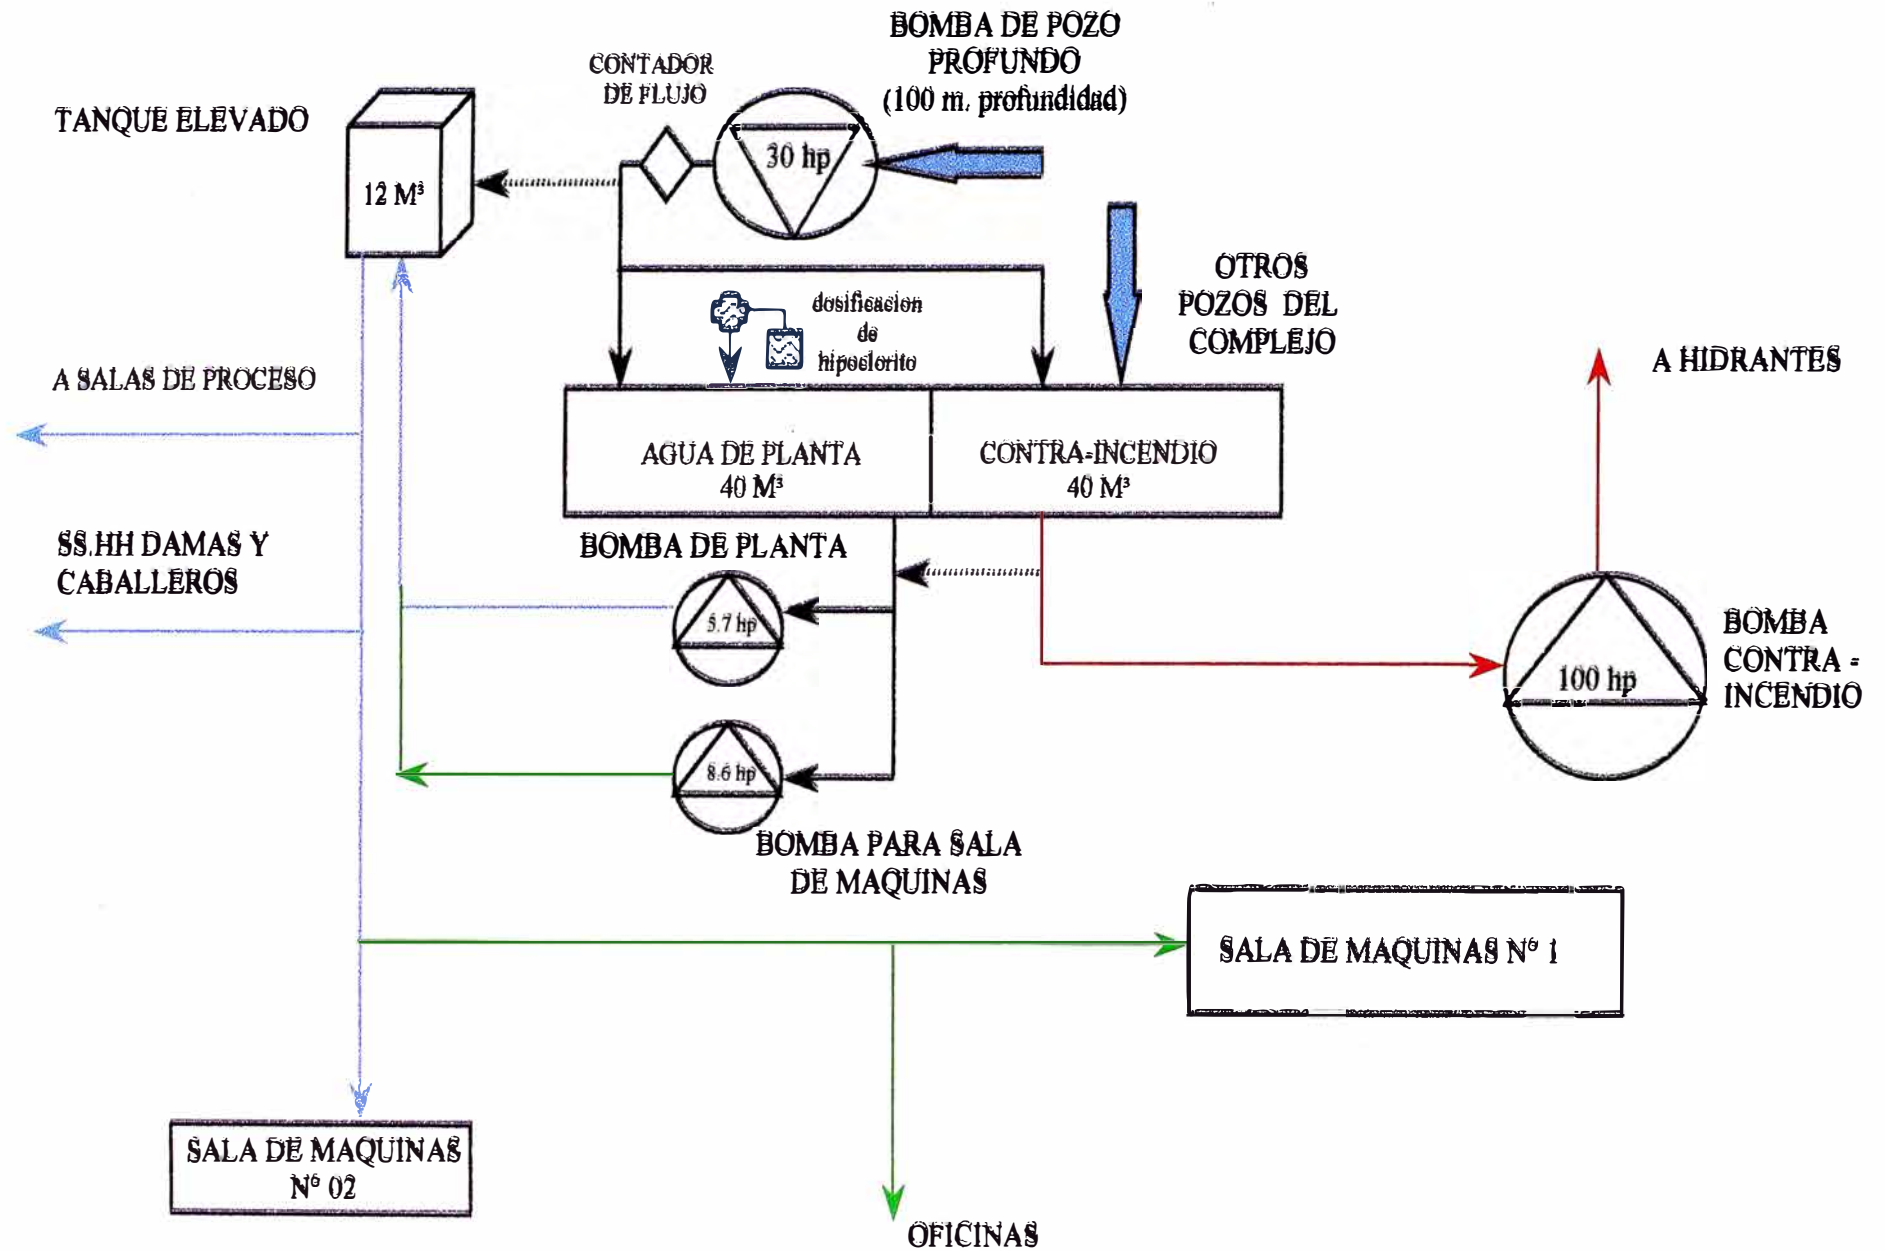 BOMBA DE POZO
PROFUNDO
(100 m. profundidad)
CONTADOR
DE FLUJO
TANQUE ELEVADO
30 hp
12 M³
OTROS
POZOS DEL
COMPLEJO
dosificacion
de
hipoclorito
A HIDRANTES
A SALAS DE PROCESO
AGUA DE PLANTA
40 M³
CONTRA-INCENDIO
40 M³
SS.HH DAMAS Y
CABALLEROS
BOMBA DE PLANTA
5.7 hp
BOMBA
CONTRA -
INCENDIO
100 hp
8.6 hp
BOMBA PARA SALA
DE MAQUINAS
SALA DE MAQUINAS Nº 1
SALA DE MAQUINAS
Nº 02
OFICINAS